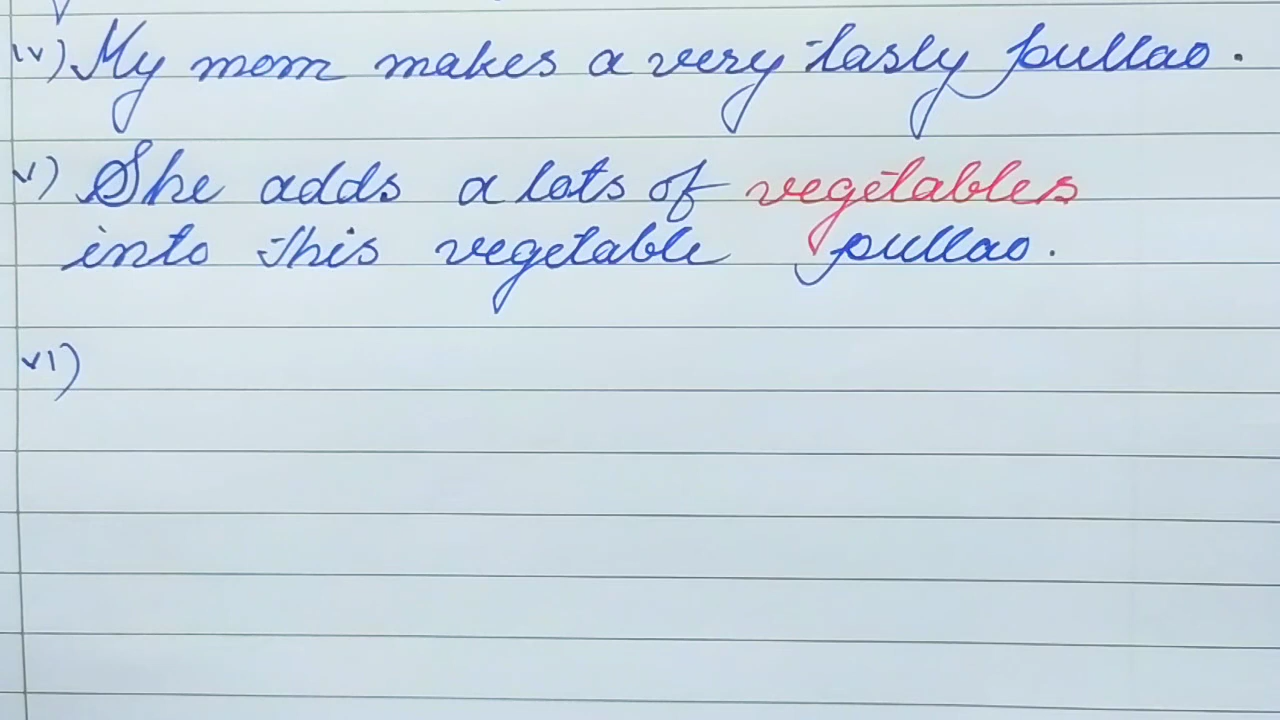 iv) My mom makes a very tasty pullao.
v) She adds a lots of vegetables
into this vegetable pullao.
vi)